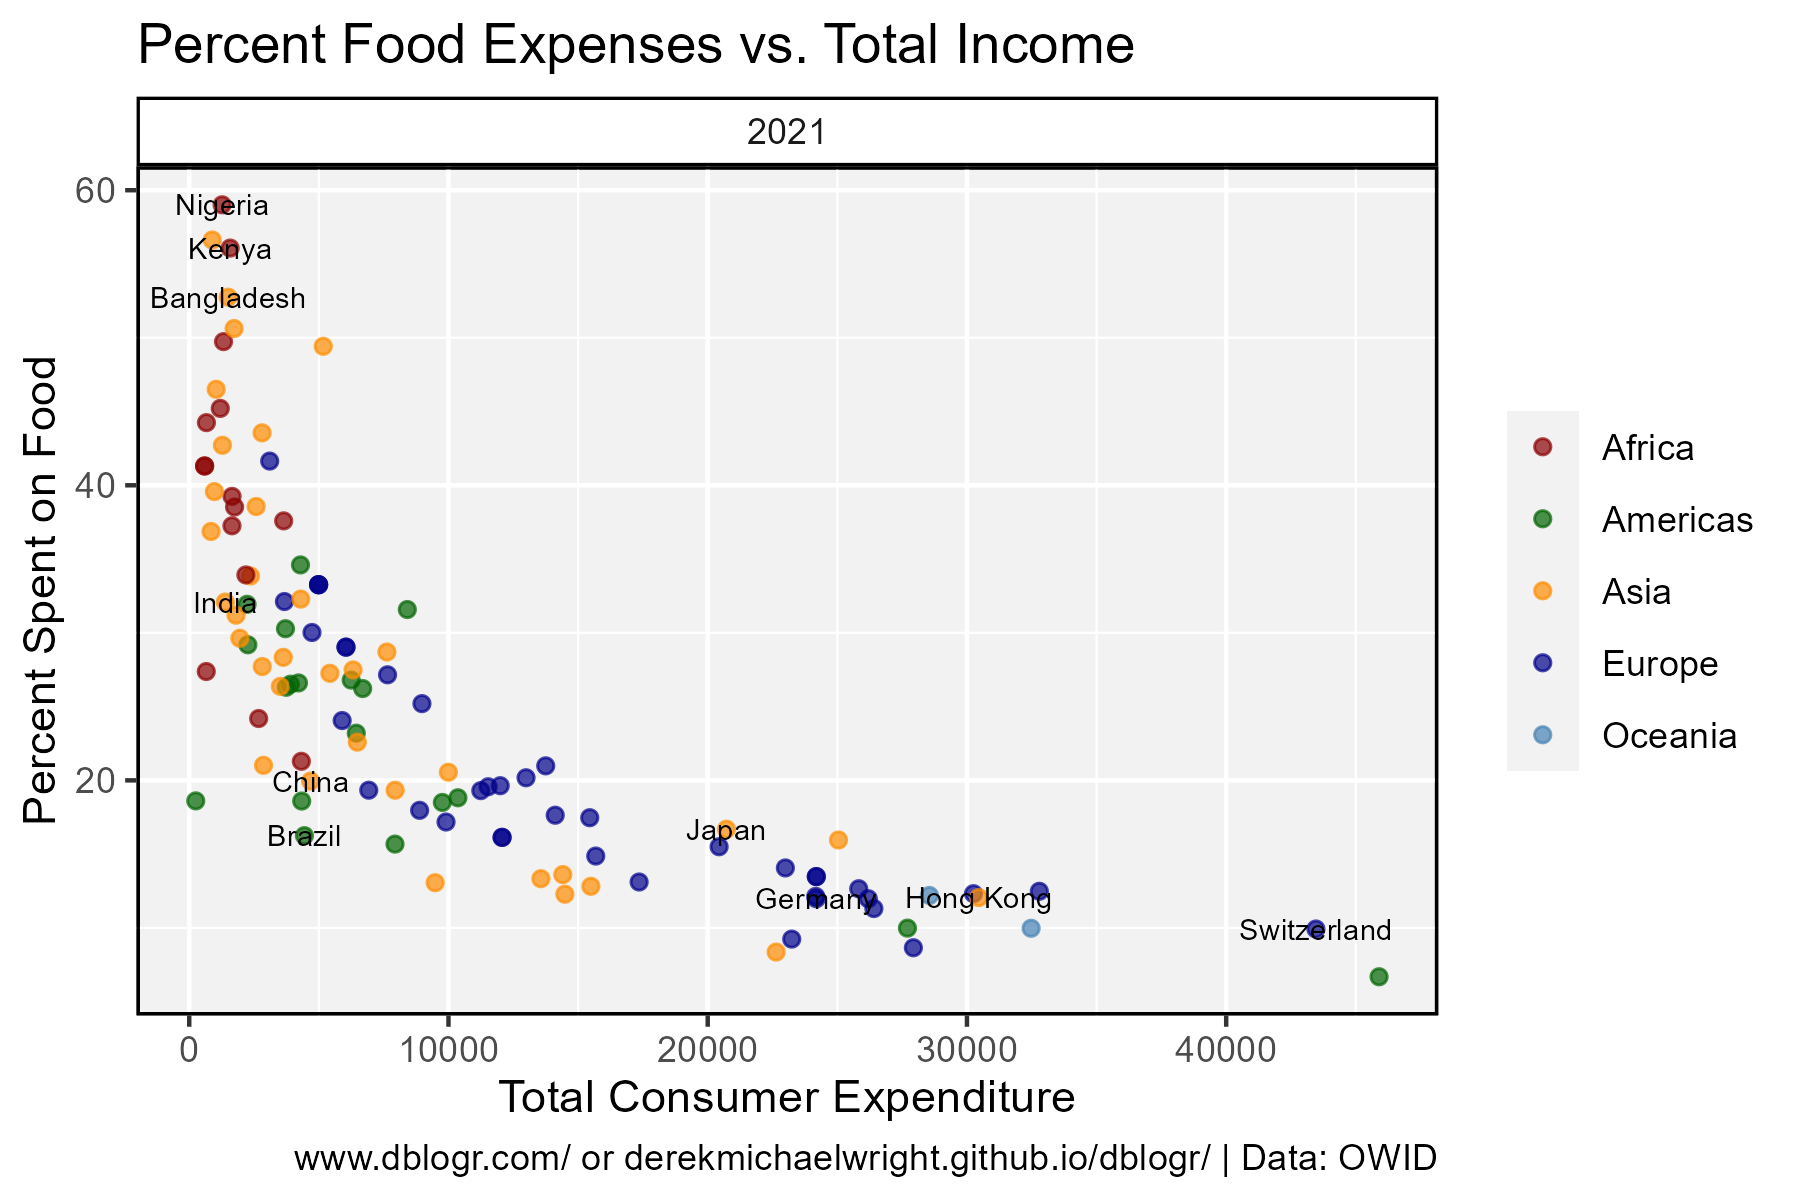 Percent Food Expenses vs. Total Income
2021
60
40
20
Percent Spent on Food
Nigeria
Kenya
Bangladesh
India
China
Brazil
Japan
Germany
Hong Kong
Switzerland
0 10000 20000 30000 40000
Total Consumer Expenditure
Africa
Americas
Asia
Europe
Oceania
www.dblogr.com/ or derekmichaelwright.github.io/dblogr/ | Data: OWID